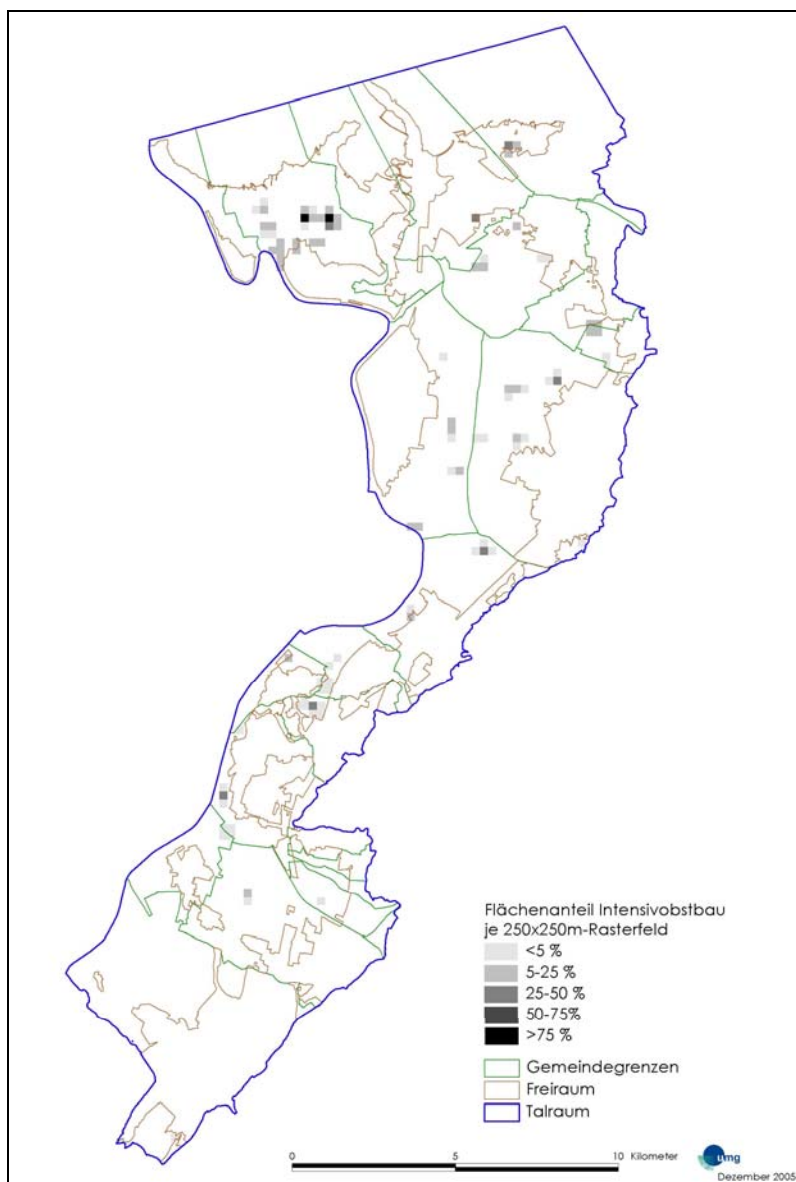 Flächenanteil Intensivobstbau
je 250x250m-Rasterfeld
<5 %
5-25 %
25-50 %
50-75%
>75 %
Gemeindegrenzen
Freiraum
Talraum
0 5 Kilometer 10
umg
Dezember 2005